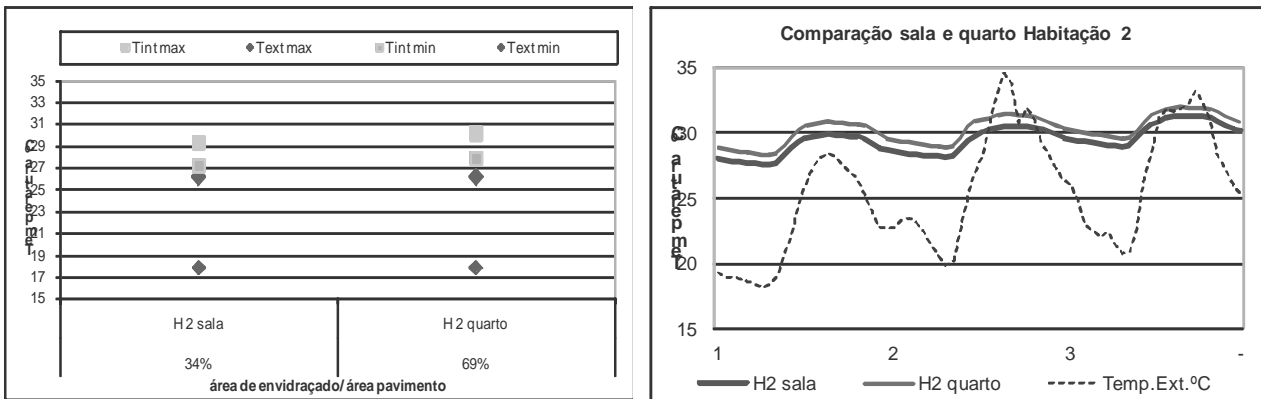 Tint max Text max Tint min Text min
35
33
31
29
27
25
23
21
19
17
15
Temperatura C
H2 sala H2 quarto
34% 69%
área de envidraçado/ área pavimento
Comparação sala e quarto Habitação 2
35
30
25
20
15
Temperatura C
1 2 3 -
H2 sala H2 quarto Temp.Ext.ºC